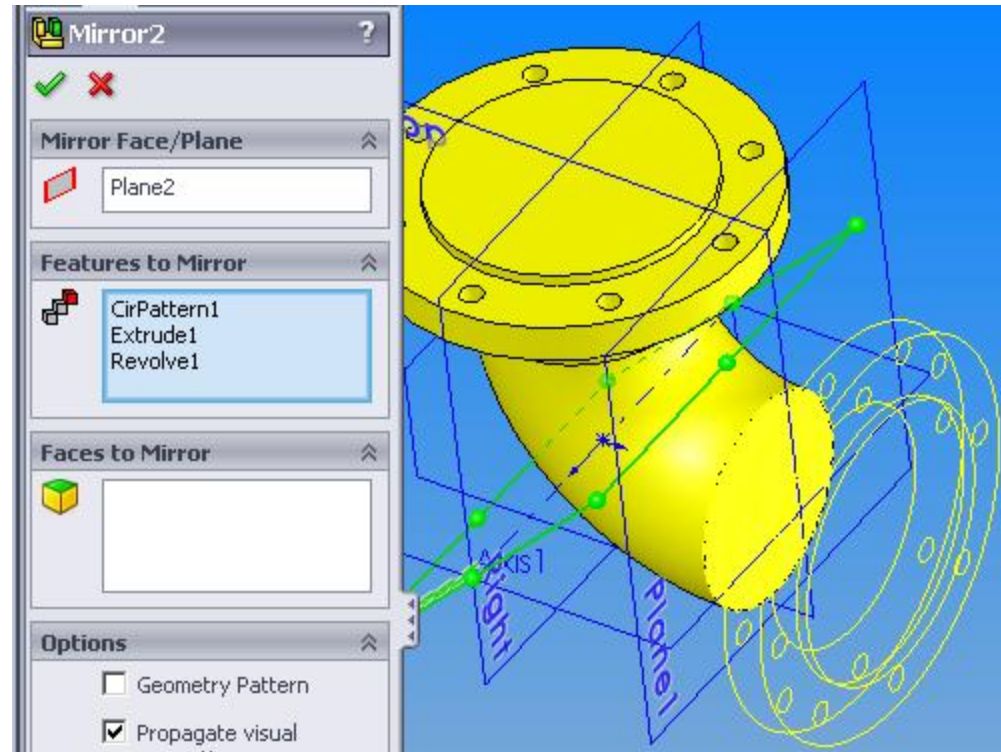 Mirror2 ?
Mirror Face/Plane
Plane2
Features to Mirror
CirPattern1
Extrude1
Revolve1
Faces to Mirror
Options
Geometry Pattern
Propagate visual
Axis1
Right
Plane1